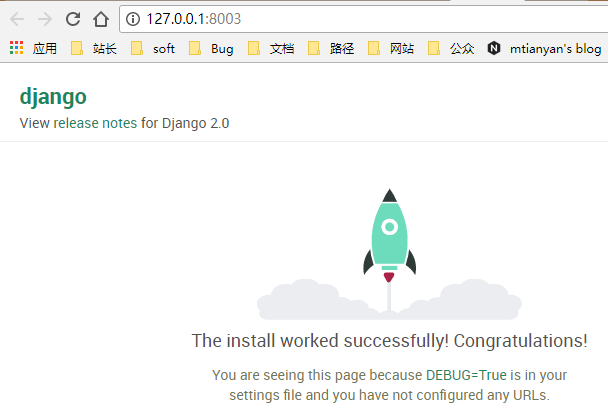 127.0.0.1:8003
应用 站长 soft Bug 文档 路径 网站 公众 N mtianyan's blog
django
View release notes for Django 2.0
The install worked successfully! Congratulations!
You are seeing this page because DEBUG=True is in your
settings file and you have not configured any URLs.